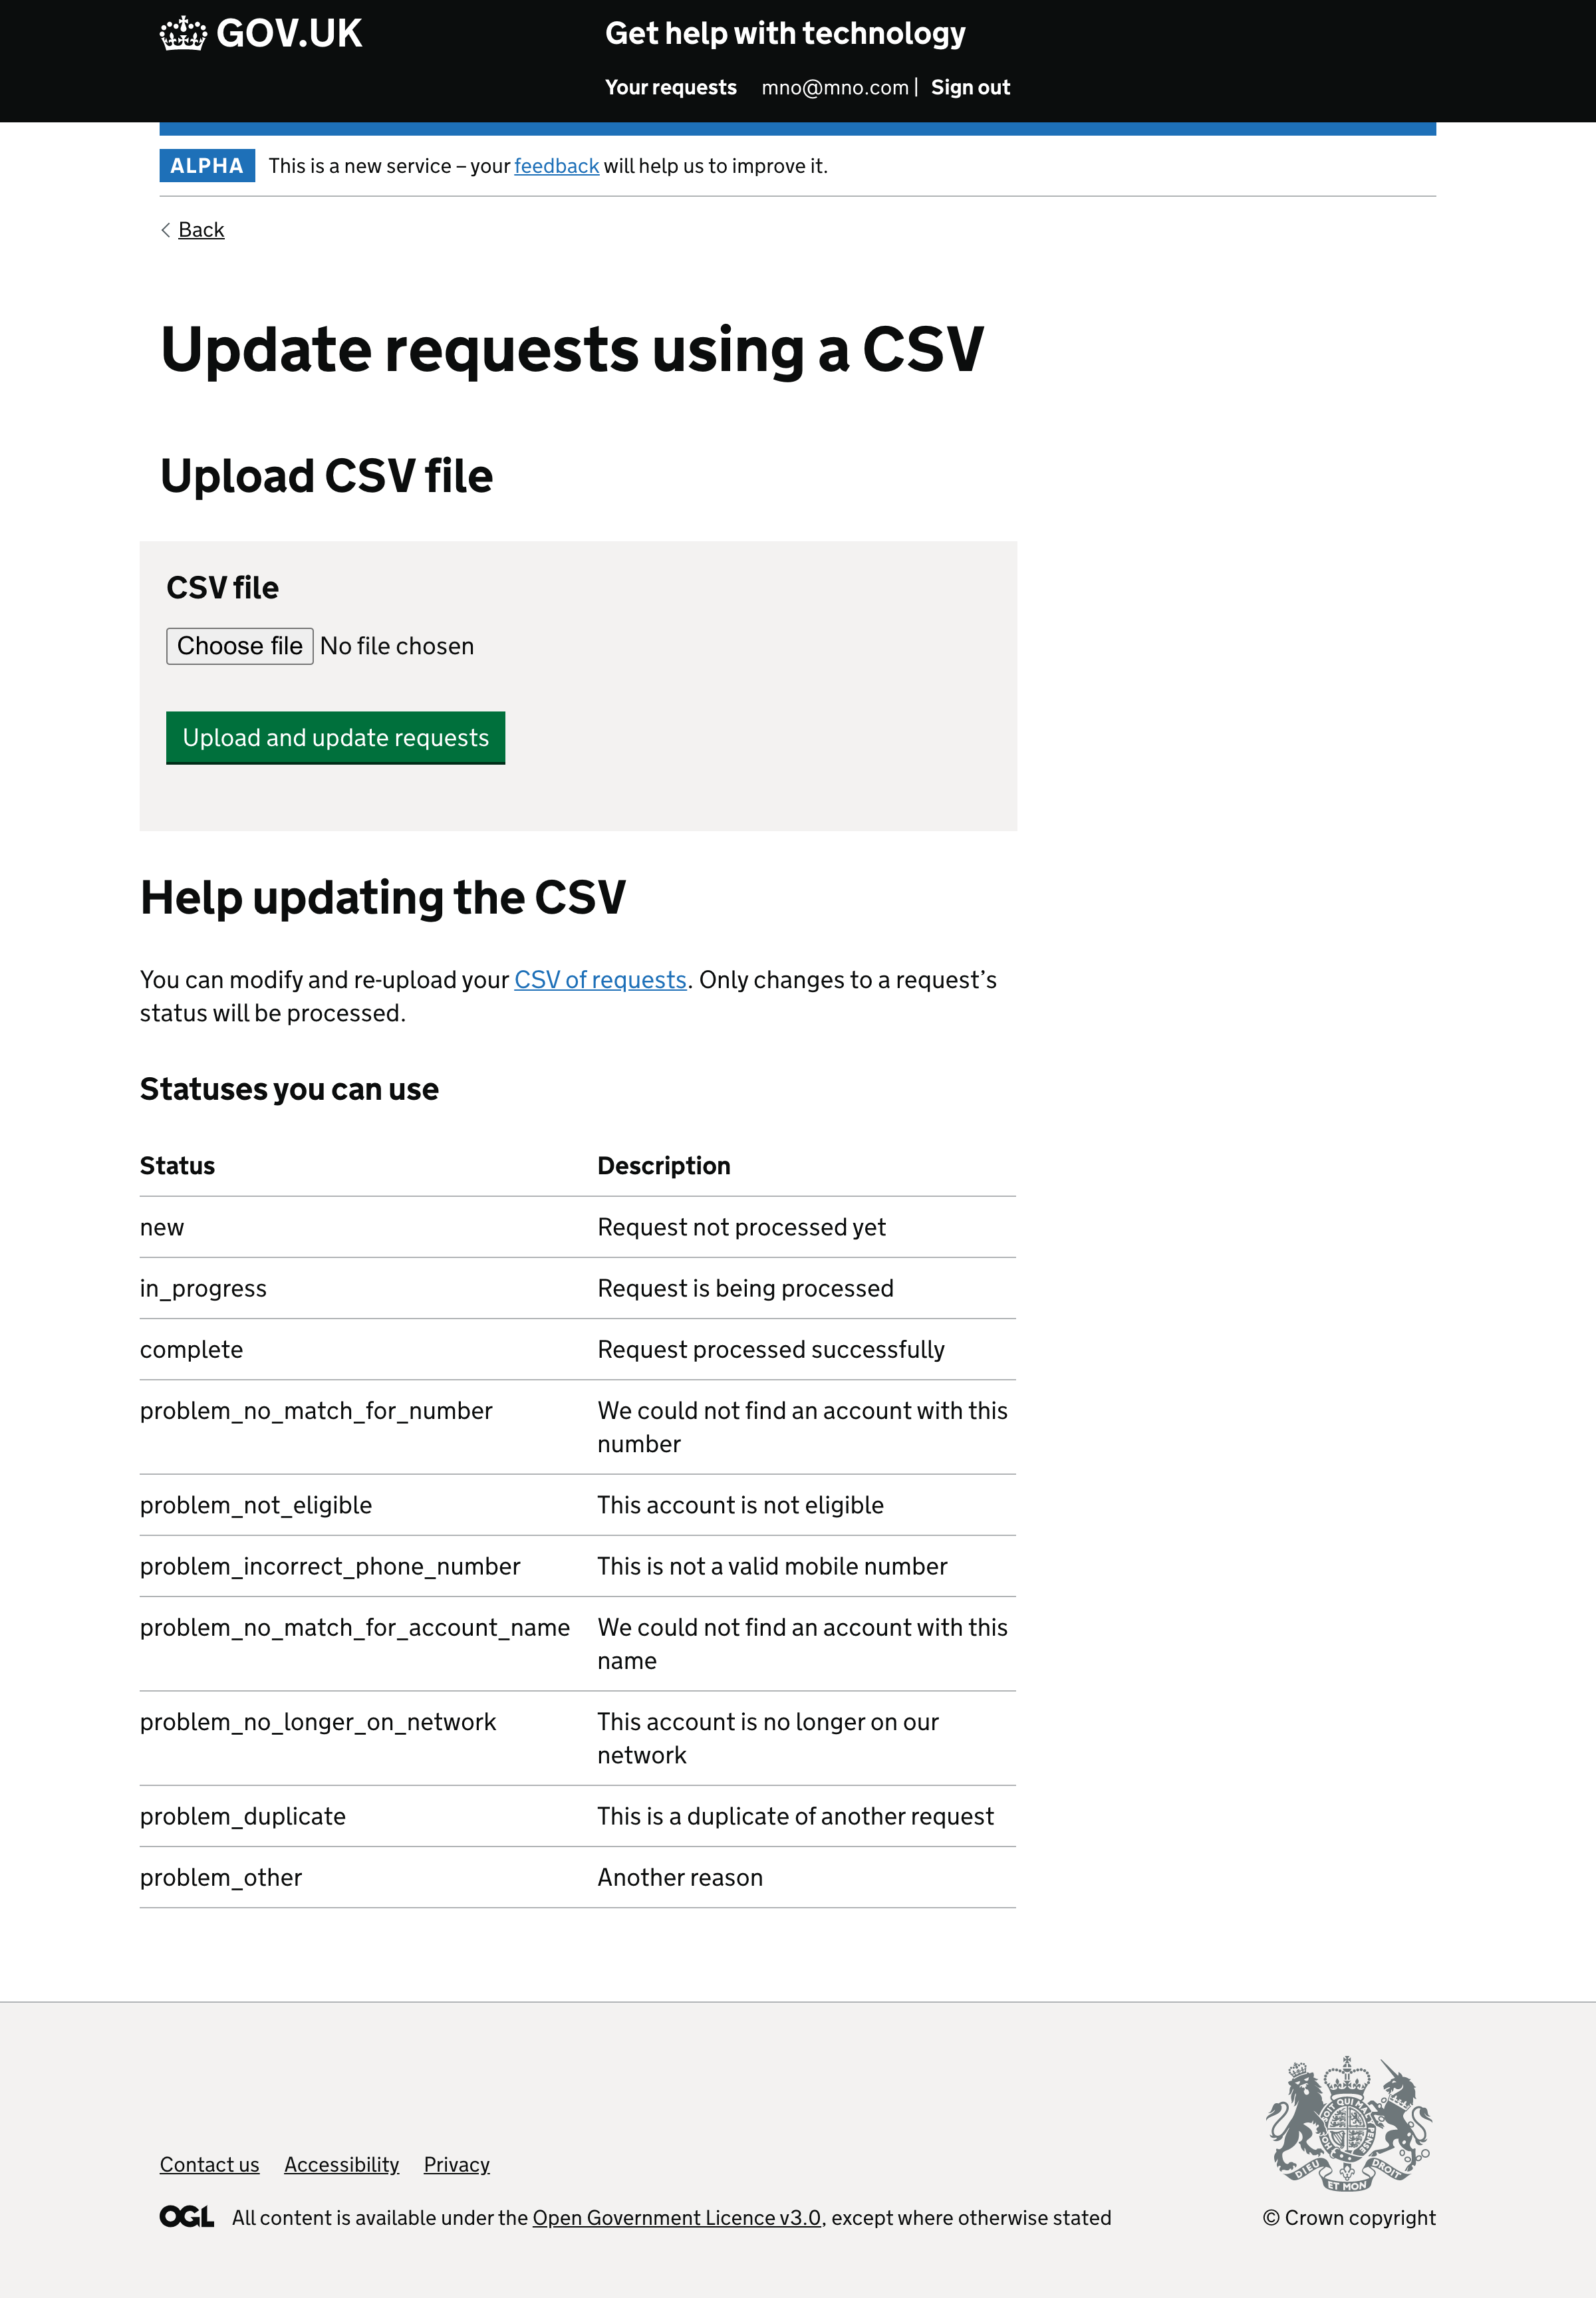 GOV.UK
Get help with technology
Your requests mno@mno.com | Sign out
ALPHA This is a new service – your feedback will help us to improve it.
Back
Update requests using a CSV
Upload CSV file
CSV file
Choose file No file chosen
Upload and update requests
Help updating the CSV
You can modify and re-upload your CSV of requests. Only changes to a request’s
status will be processed.
Statuses you can use
Status Description
new Request not processed yet
in_progress Request is being processed
complete Request processed successfully
problem_no_match_for_number We could not find an account with this
number
problem_not_eligible This account is not eligible
problem_incorrect_phone_number This is not a valid mobile number
problem_no_match_for_account_name We could not find an account with this
name
problem_no_longer_on_network This account is no longer on our
network
problem_duplicate This is a duplicate of another request
problem_other Another reason
DIEU ET MON DROIT
Contact us Accessibility Privacy
OGL All content is available under the Open Government Licence v3.0, except where otherwise stated
© Crown copyright